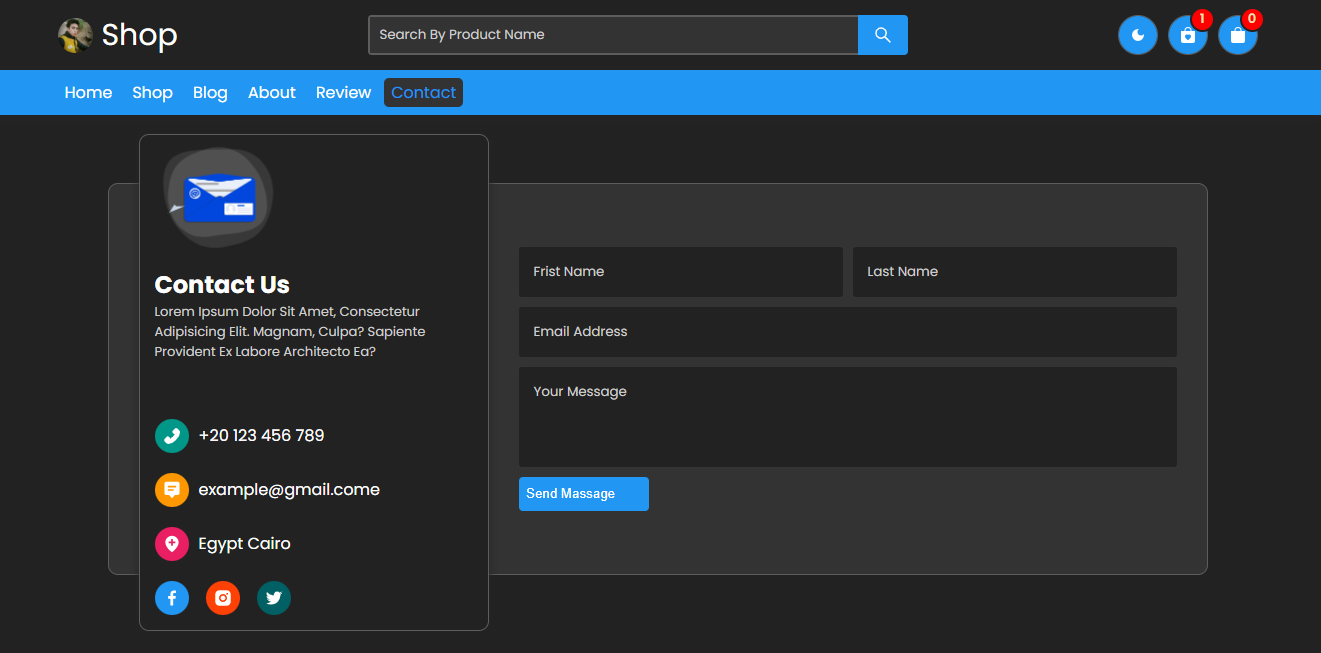 Shop
Search By Product Name
1
0
Home Shop Blog About Review Contact
Contact Us
Lorem Ipsum Dolor Sit Amet, Consectetur
Adipisicing Elit. Magnam, Culpa? Sapiente
Provident Ex Labore Architecto Ea?
+20 123 456 789
example@gmail.come
Egypt Cairo
Frist Name
Last Name
Email Address
Your Message
Send Massage